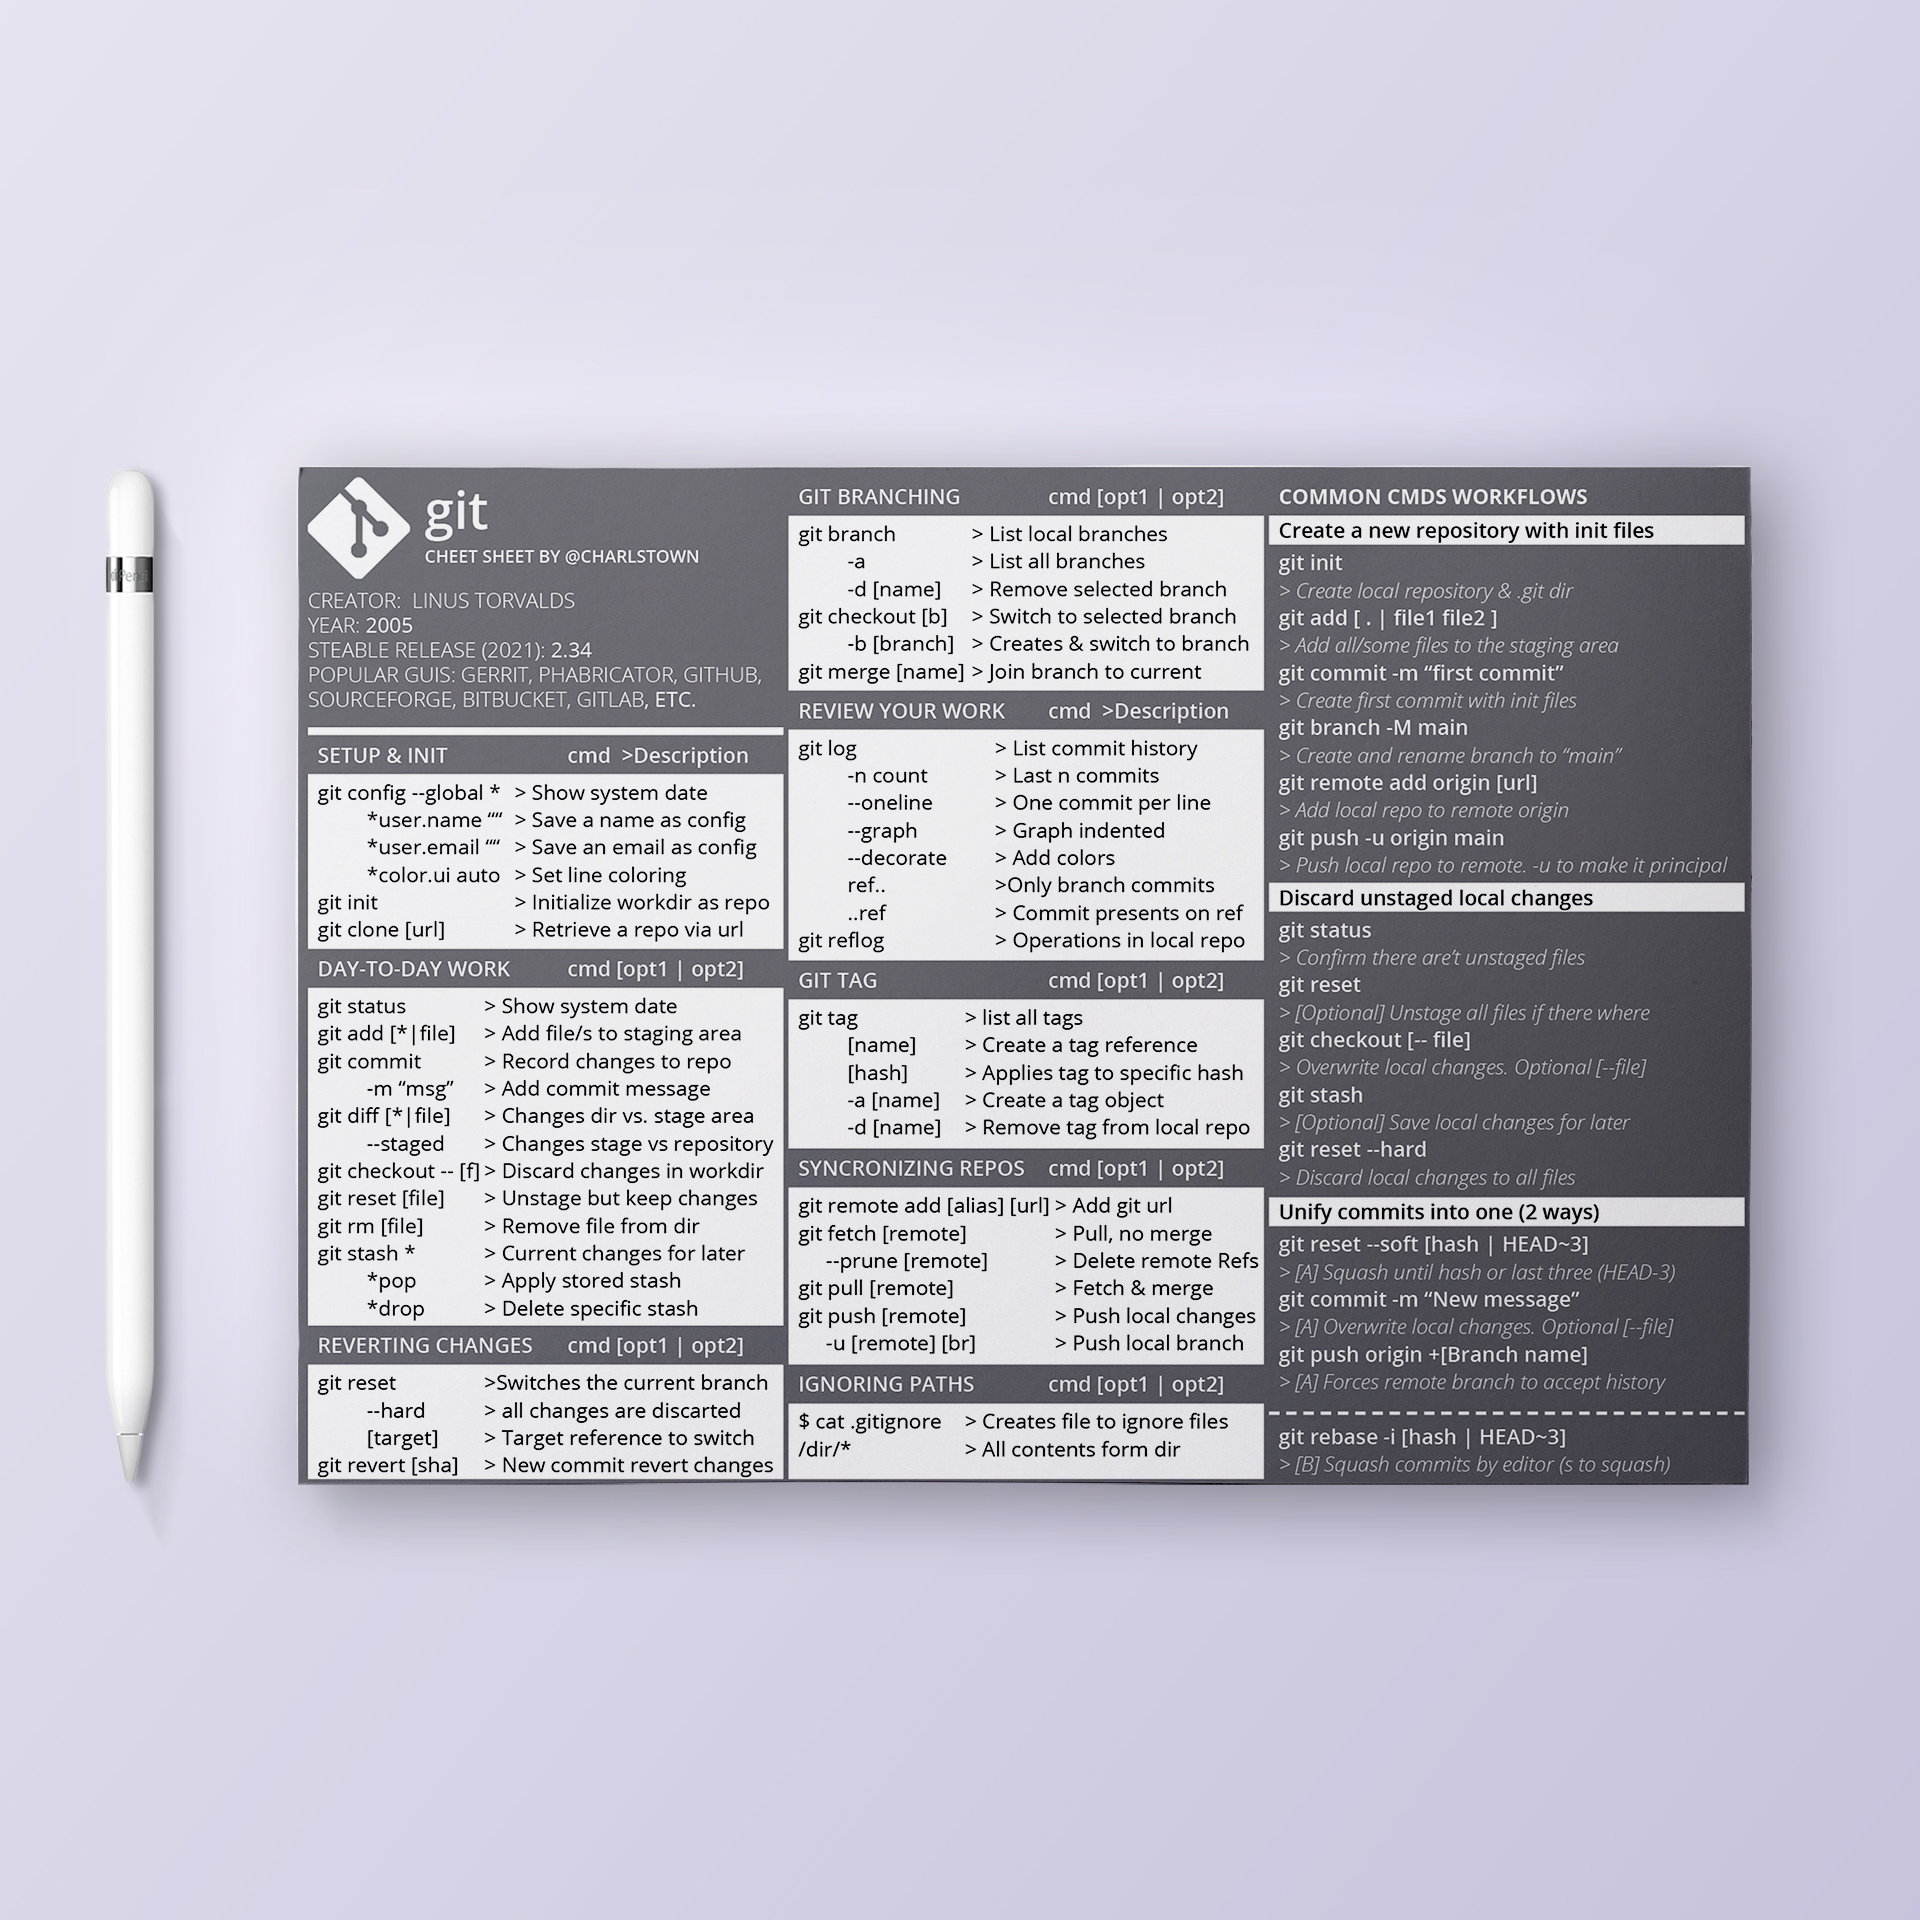 git
CHEET SHEET BY @CHARLSTOWN
CREATOR:  LINUS TORVALDS
YEAR: 2005
STEABLE RELEASE (2021): 2.34
POPULAR GUIS: GERRIT, PHABRICATOR, GITHUB,
SOURCEFORGE, BITBUCKET, GITLAB, ETC.
SETUP & INIT cmd >Description
git config --global * > Show system date
*user.name "" > Save a name as config
*user.email "" > Save an email as config
*color.ui auto > Set line coloring
git init > Initialize workdir as repo
git clone [url] > Retrieve a repo via url
DAY-TO-DAY WORK cmd [opt1 | opt2]
git status > Show system date
git add [*|file] > Add file/s to staging area
git commit > Record changes to repo
-m “msg” > Add commit message
git diff [*|file] > Changes dir vs. stage area
--staged > Changes stage vs repository
git checkout -- [f] > Discard changes in workdir
git reset [file] > Unstage but keep changes
git rm [file] > Remove file from dir
git stash * > Current changes for later
*pop > Apply stored stash
*drop > Delete specific stash
REVERTING CHANGES cmd [opt1 | opt2]
git reset >Switches the current branch
--hard > all changes are discarted
[target] > Target reference to switch
git revert [sha] > New commit revert changes
GIT BRANCHING cmd [opt1 | opt2]
git branch > List local branches
-a > List all branches
-d [name] > Remove selected branch
git checkout [b] > Switch to selected branch
-b [branch] > Creates & switch to branch
git merge [name] > Join branch to current
REVIEW YOUR WORK cmd >Description
git log > List commit history
-n count > Last n commits
--oneline > One commit per line
--graph > Graph indented
--decorate > Add colors
ref.. >Only branch commits
..ref > Commit presents on ref
git reflog > Operations in local repo
GIT TAG cmd [opt1 | opt2]
git tag > list all tags
[name] > Create a tag reference
[hash] > Applies tag to specific hash
-a [name] > Create a tag object
-d [name] > Remove tag from local repo
SYNCRONIZING REPOS cmd [opt1 | opt2]
git remote add [alias] [url] > Add git url
git fetch [remote] > Pull, no merge
--prune [remote] > Delete remote Refs
git pull [remote] > Fetch & merge
git push [remote] > Push local changes
-u [remote] [br] > Push local branch
IGNORING PATHS cmd [opt1 | opt2]
$ cat .gitignore > Creates file to ignore files
/dir/* > All contents form dir
COMMON CMDS WORKFLOWS
Create a new repository with init files
git init
> Create local repository & .git dir
git add [ . | file1 file2 ]
> Add all/some files to the staging area
git commit -m “first commit”
> Create first commit with init files
git branch -M main
> Create and rename branch to “main”
git remote add origin [url]
> Add local repo to remote origin
git push -u origin main
> Push local repo to remote. -u to make it principal
Discard unstaged local changes
git status
> Confirm there are't unstaged files
git reset
> [Optional] Unstage all files if there where
git checkout [-- file]
> Overwrite local changes. Optional [--file]
git stash
> [Optional] Save local changes for later
git reset --hard
> Discard local changes to all files
Unify commits into one (2 ways)
git reset --soft [hash | HEAD~3]
> [A] Squash until hash or last three (HEAD-3)
git commit -m “New message”
> [A] Overwrite local changes. Optional [--file]
git push origin +[Branch name]
> [A] Forces remote branch to accept history
git rebase -i [hash | HEAD~3]
> [B] Squash commits by editor (s to squash)